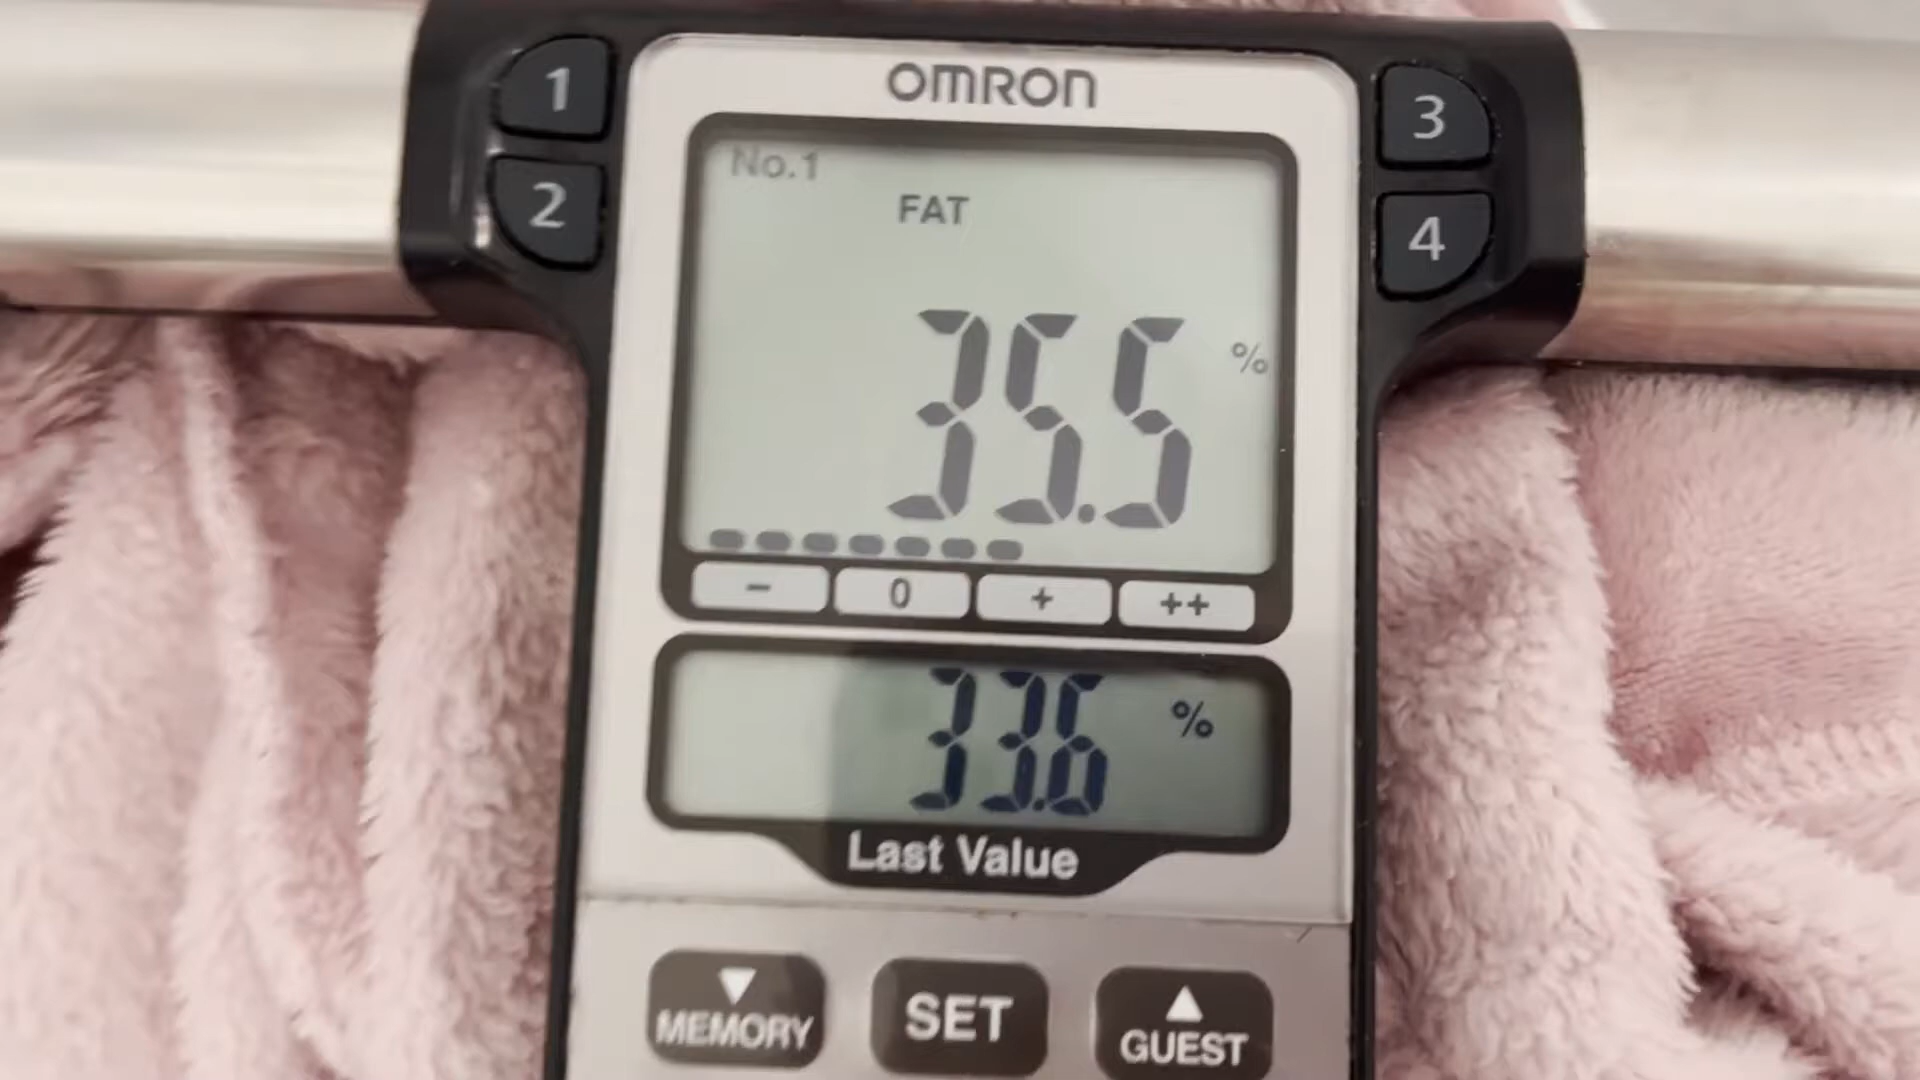 OMRON
1
2
3
4
No.1
FAT
35.5 %
- 0 + ++
33.6 %
Last Value
MEMORY SET GUEST